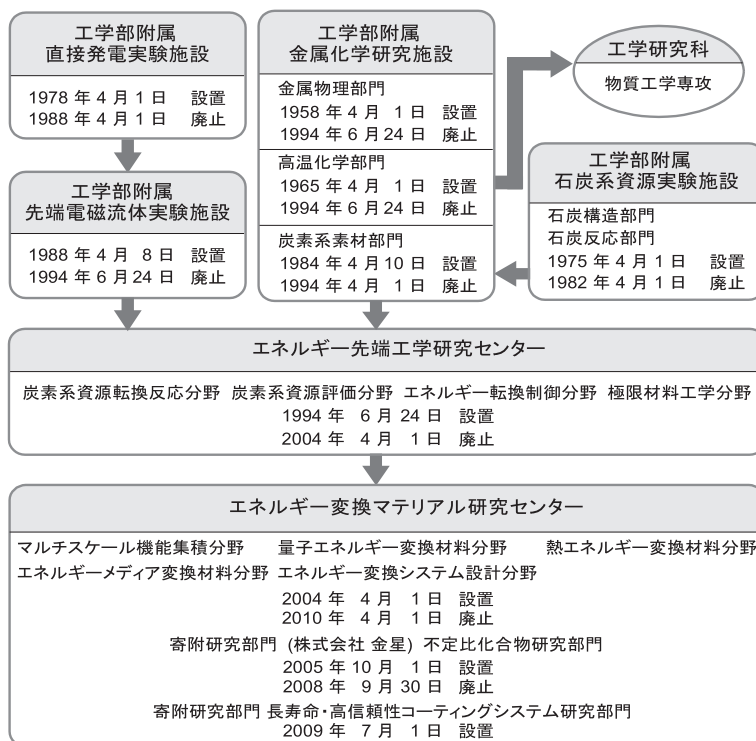 工学部附属
直接発電実験施設
1978 年 4 月 1 日 設置
1988 年 4 月 1 日 廃止
工学部附属
先端電磁流体実験施設
1988 年 4 月 8 日 設置
1994 年 6 月 24 日 廃止
工学部附属
金属化学研究施設
金属物理部門
1958 年 4 月 1 日 設置
1994 年 6 月 24 日 廃止
高温化学部門
1965 年 4 月 1 日 設置
1994 年 6 月 24 日 廃止
炭素系素材部門
1984 年 4 月 10 日 設置
1994 年 4 月 1 日 廃止
工学研究科
物質工学専攻
工学部附属
石炭系資源実験施設
石炭構造部門
石炭反応部門
1975 年 4 月 1 日 設置
1982 年 4 月 1 日 廃止
エネルギー先端工学研究センター
炭素系資源転換反応分野 炭素系資源評価分野 エネルギー転換制御分野 極限材料工学分野
1994 年 6 月 24 日 設置
2004 年 4 月 1 日 廃止
エネルギー変換マテリアル研究センター
マルチスケール機能集積分野 量子エネルギー変換材料分野 熱エネルギー変換材料分野
エネルギーメディア変換材料分野 エネルギー変換システム設計分野
2004 年 4 月 1 日 設置
2010 年 4 月 1 日 廃止
寄附研究部門 (株式会社 金星) 不定比化合物研究部門
2005 年 10 月 1 日 設置
2008 年 9 月 30 日 廃止
寄附研究部門 長寿命・高信頼性コーティングシステム研究部門
2009 年 7 月 1 日 設置